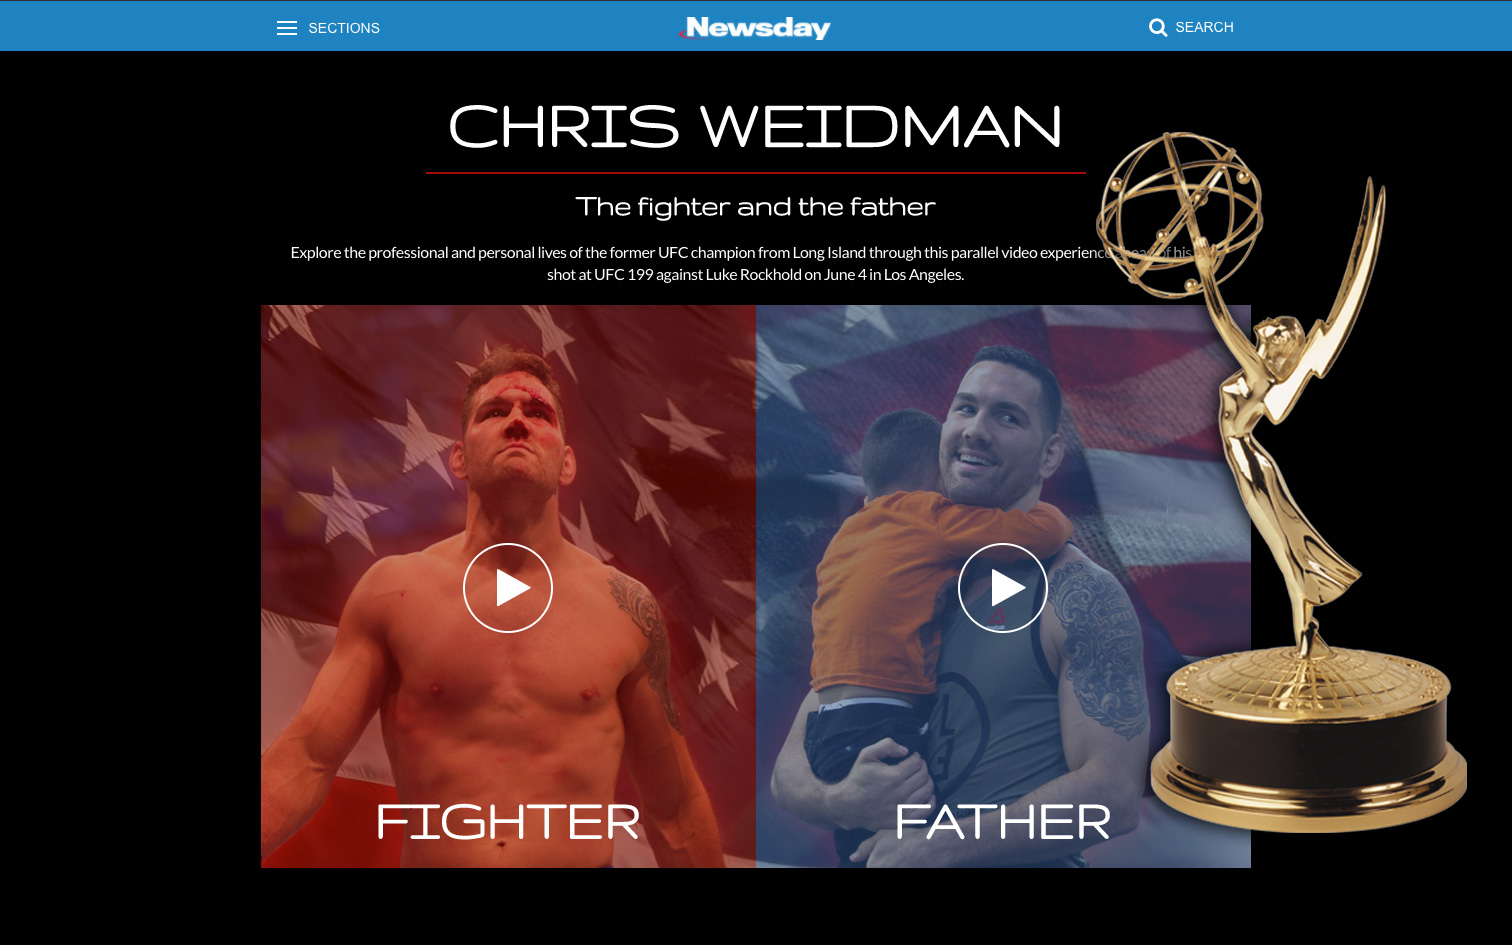 SECTIONS
Newsday
SEARCH
CHRIS WEIDMAN
The fighter and the father
Explore the professional and personal lives of the former UFC champion from Long Island through this parallel video experience ahead of his
shot at UFC 199 against Luke Rockhold on June 4 in Los Angeles.
FIGHTER
FATHER